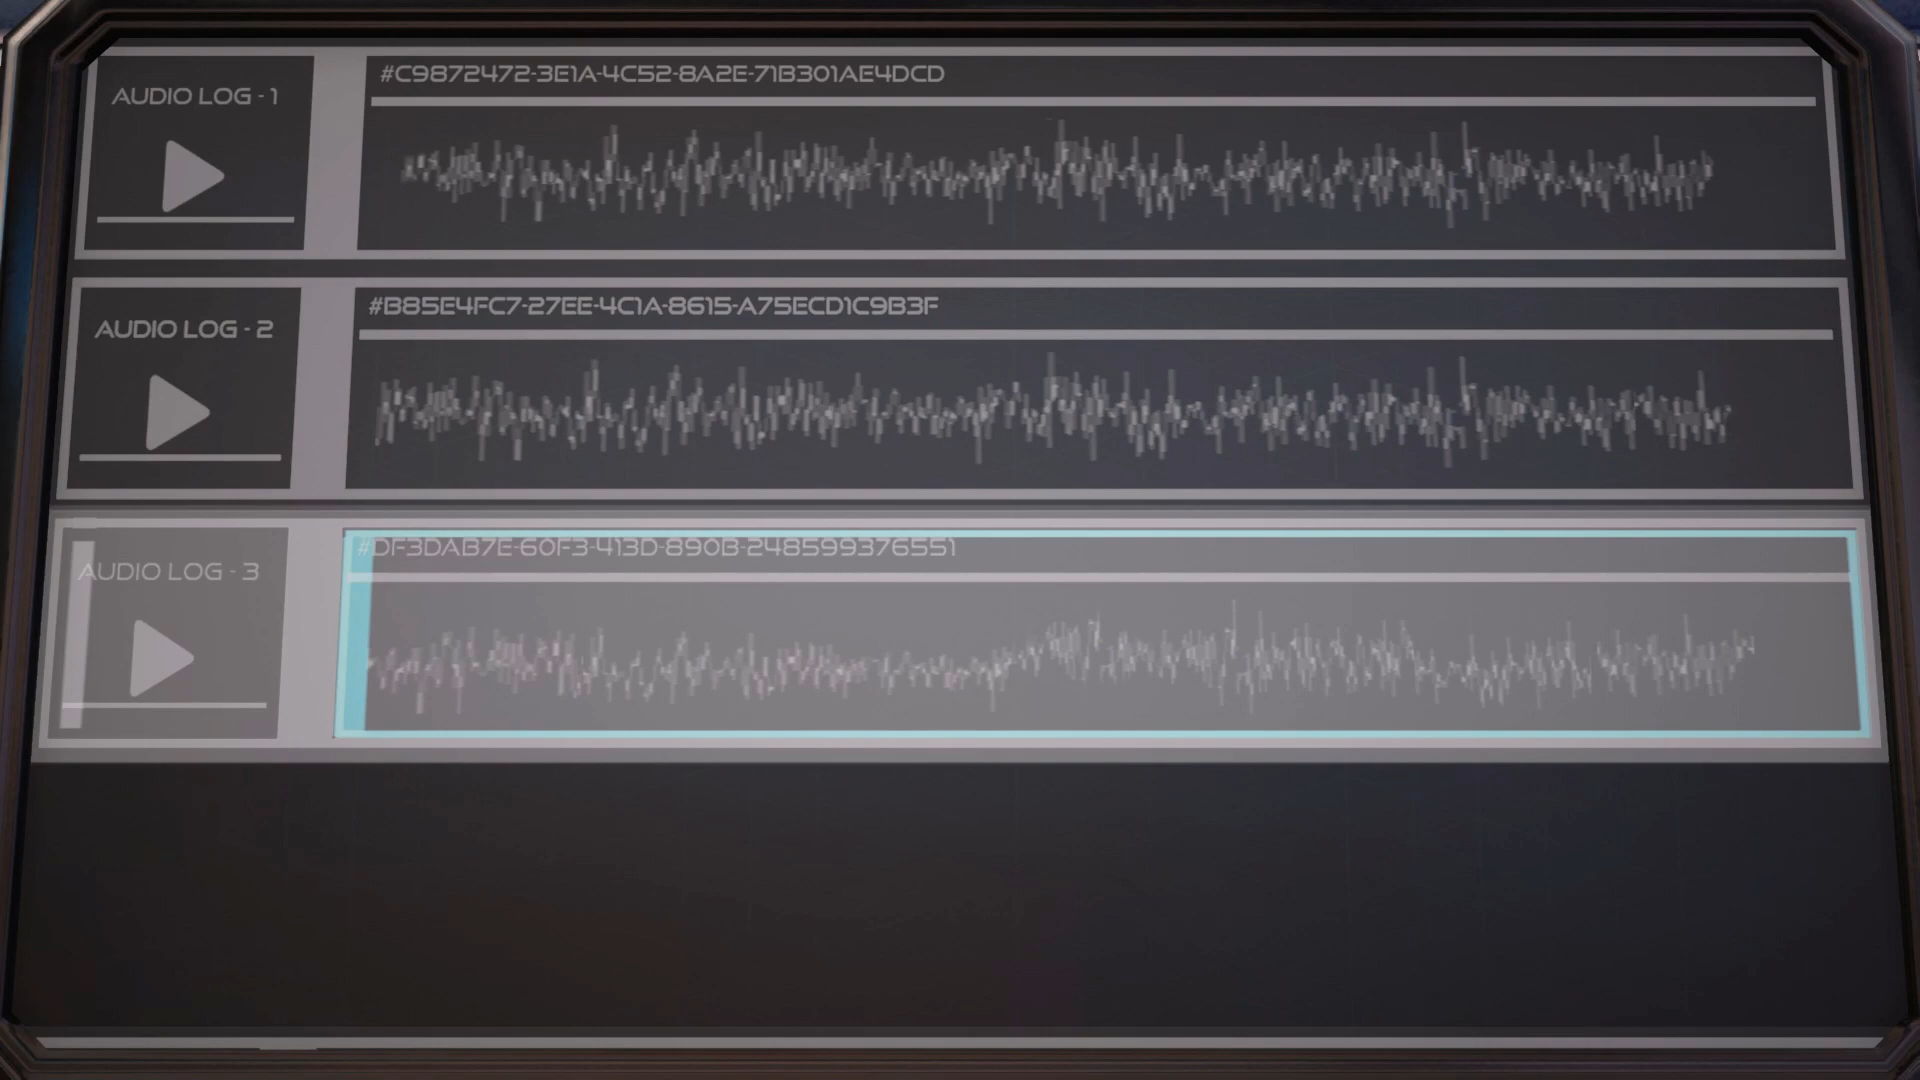 #C9872472-3E1A-4C52-8A2E-71B301AE4DCD
AUDIO LOG - 1
#B85E4FC7-27EE-4C1A-8615-A75ECD1C9B3F
AUDIO LOG - 2
#DF3DAB7E-60F3-413D-890B-248599376551
AUDIO LOG - 3